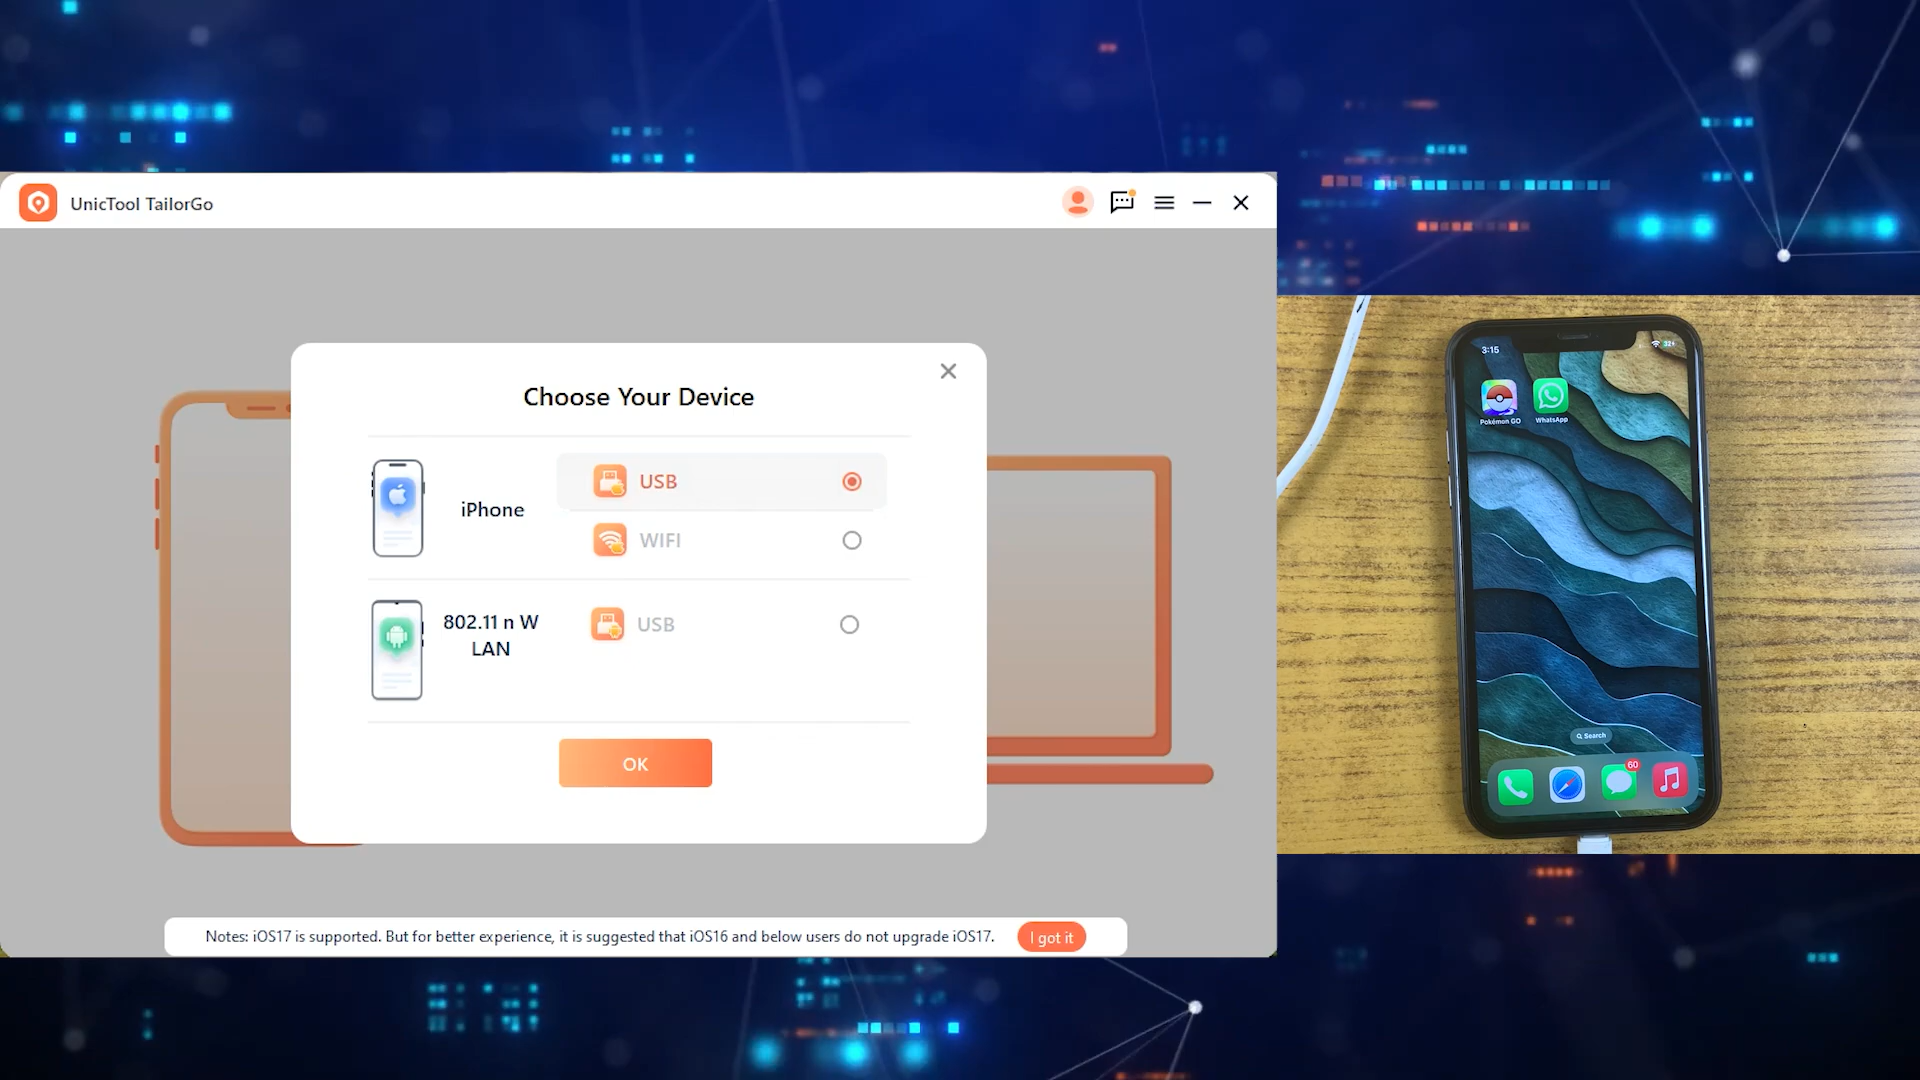 UnicTool TailorGo
Choose Your Device
iPhone
USB
WIFI
802.11 n W
LAN
USB
OK
Notes: iOS17 is supported. But for better experience, it is suggested that iOS16 and below users do not upgrade iOS17.
I got it
3:15
32+
Pokémon GO
WhatsApp
Search
60